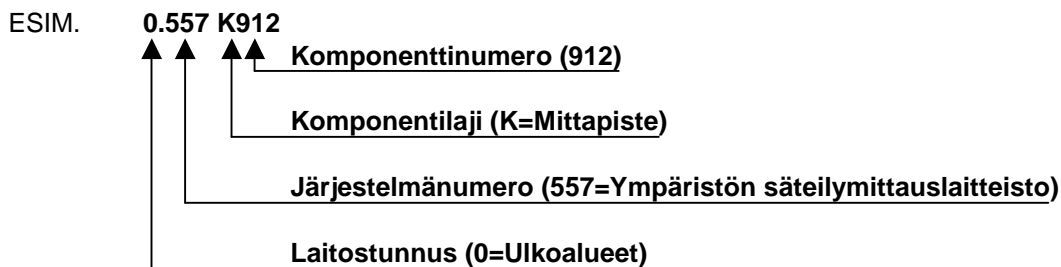 ESIM. 0.557 K912
Komponenttinumero (912)
Komponentilaji (K=Mittapiste)
Järjestelmänumero (557=Ympäristön säteilymittauslaitteisto)
Laitostunnus (0=Ulkoalueet)